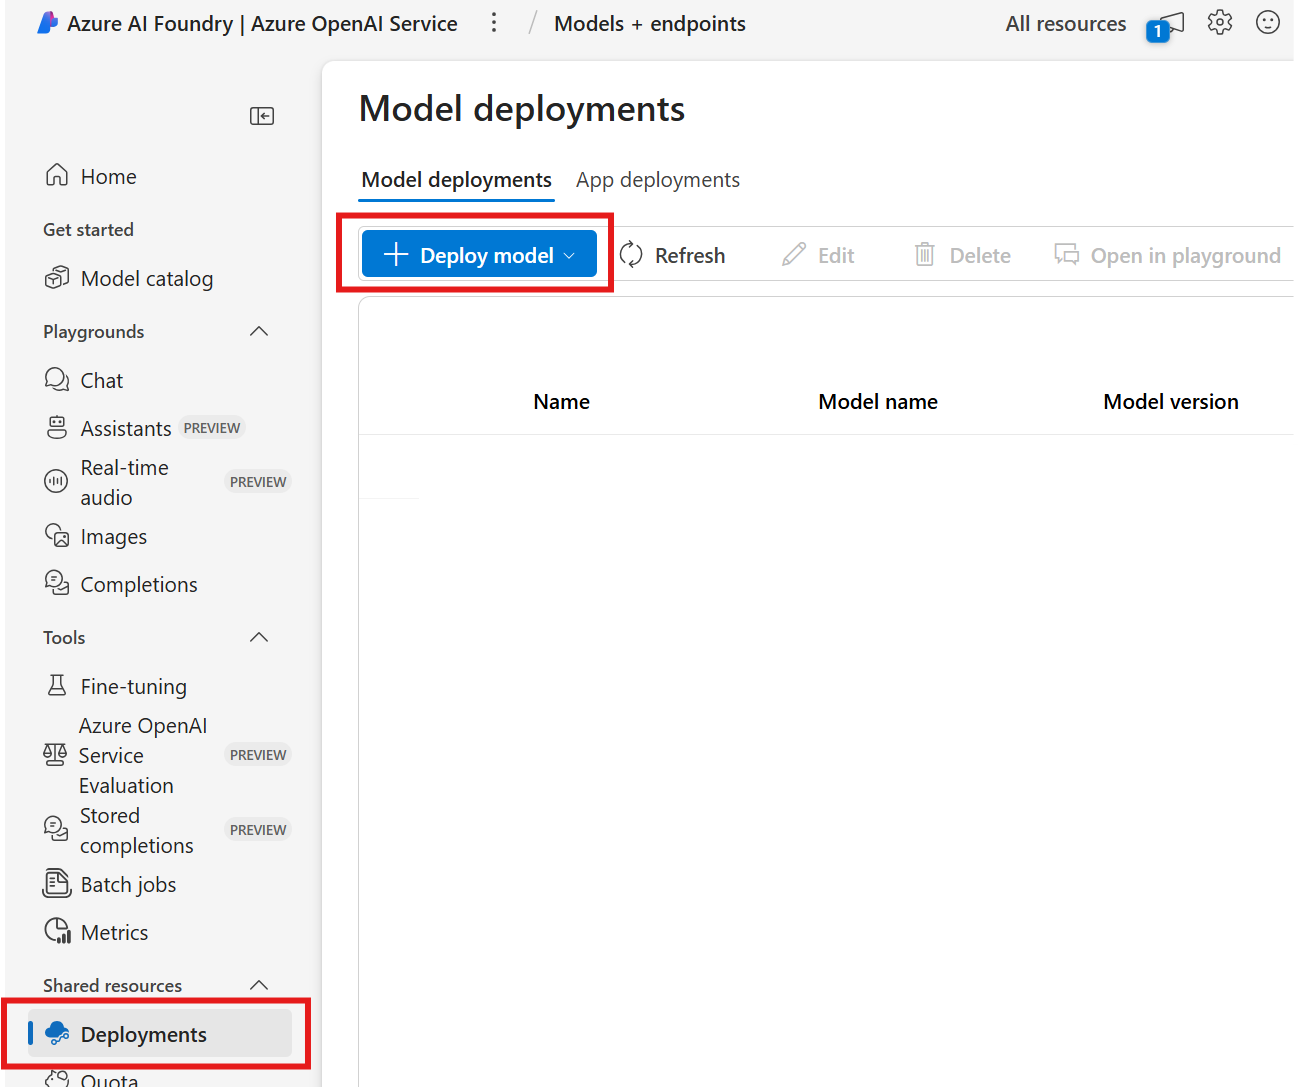 Azure AI Foundry | Azure OpenAI Service / Models + endpoints All resources 1
Model deployments
Model deployments App deployments
Deploy model Refresh Edit Delete Open in playground
Name Model name Model version
Home
Get started
Model catalog
Playgrounds
Chat
Assistants PREVIEW
Real-time
audio PREVIEW
Images
Completions
Tools
Fine-tuning
Azure OpenAI
Service PREVIEW
Evaluation
Stored
completions PREVIEW
Batch jobs
Metrics
Shared resources
Deployments
Quota